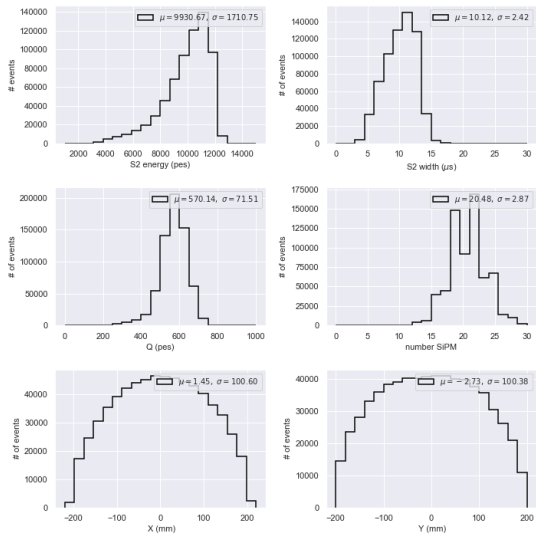 μ = 9930.67, σ = 1710.75
140000
120000
100000
80000
60000
40000
20000
0
# events
2000 4000 6000 8000 10000 12000 14000
S2 energy (pes)
μ = 10.12, σ = 2.42
140000
120000
100000
80000
60000
40000
20000
0
# of events
0 5 10 15 20 25 30
S2 width (μs)
μ = 570.14, σ = 71.51
200000
150000
100000
50000
0
# of events
0 200 400 600 800 1000
Q (pes)
μ = 20.48, σ = 2.87
175000
150000
125000
100000
75000
50000
25000
0
# of events
0 5 10 15 20 25 30
number SiPM
μ = 1.45, σ = 100.60
40000
30000
20000
10000
0
# of events
−200 −100 0 100 200
X (mm)
μ = −2.73, σ = 100.38
40000
30000
20000
10000
0
# of events
−200 −100 0 100 200
Y (mm)